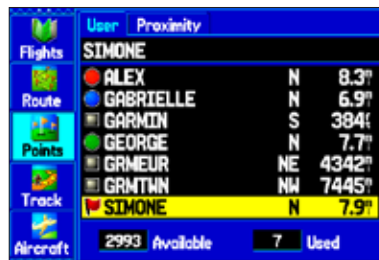 User Proximity
Flights SIMONE
ALEX N 8.3
Route GABRIELLE N 6.9
GARMIN S 384
Points GEORGE N 7.7
GRMEUR NE 4342
Track GRMTWN NW 7445
SIMONE N 7.9
Aircraft 2993 Available 7 Used